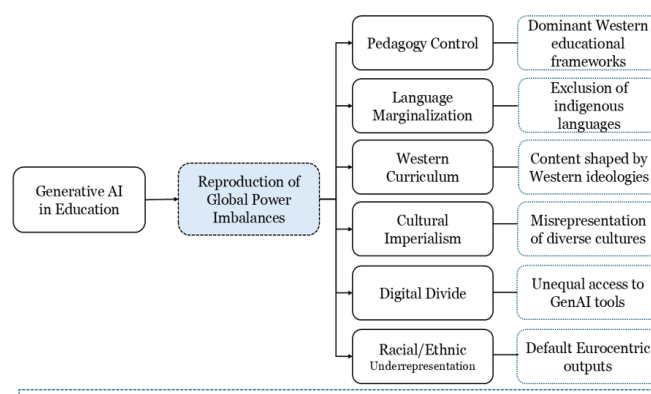 Generative AI
in Education
Reproduction of
Global Power
Imbalances
Pedagogy Control
Dominant Western
educational
frameworks
Language
Marginalization
Exclusion of
indigenous
languages
Western
Curriculum
Content shaped by
Western ideologies
Cultural
Imperialism
Misrepresentation
of diverse cultures
Digital Divide
Unequal access to
GenAI tools
Racial/Ethnic
Underrepresentation
Default Eurocentric
outputs